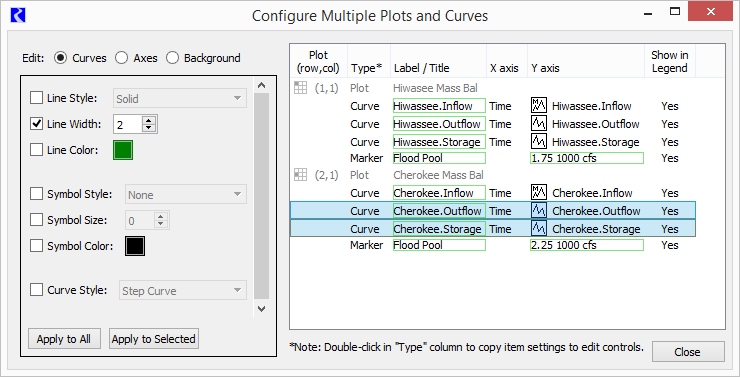 Configure Multiple Plots and Curves
Edit: Curves Axes Background
Line Style: Solid
Line Width: 2
Line Color:
Symbol Style: None
Symbol Size: 0
Symbol Color:
Curve Style: Step Curve
Apply to All Apply to Selected
Plot (row,col) Type* Label / Title X axis Y axis Show in Legend
(1,1) Plot Hiwasee Mass Bal
Curve Hiwassee.Inflow Time Hiwassee.Inflow Yes
Curve Hiwassee.Outflow Time Hiwassee.Outflow Yes
Curve Hiwassee.Storage Time Hiwassee.Storage Yes
Marker Flood Pool 1.75 1000 cfs Yes
(2,1) Plot Cherokee Mass Bal
Curve Cherokee.Inflow Time Cherokee.Inflow Yes
Curve Cherokee.Outflow Time Cherokee.Outflow Yes
Curve Cherokee.Storage Time Cherokee.Storage Yes
Marker Flood Pool 2.25 1000 cfs Yes
*Note: Double-click in "Type" column to copy item settings to edit controls.
Close